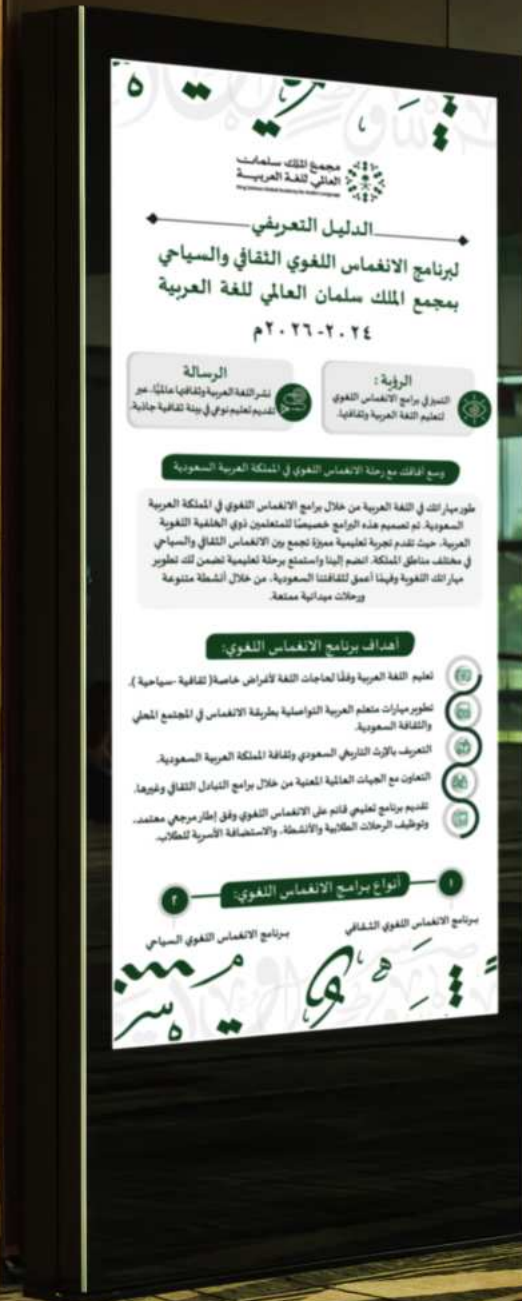 مجمع الملك سلمان
العالمي للغة العربية
King Salman Global Academy for Arabic Language
الدليل التعريفي
لبرنامج الانغماس اللغوي الثقافي والسياحي
بمجمع الملك سلمان العالمي للغة العربية
٢٠٢٤-٢٠٢٦م
الرؤية:
التميز في برامج الانغماس اللغوي
لتعليم اللغة العربية وثقافتها.
الرسالة
نشر اللغة العربية وثقافتها عالميًا، عبر
تقديم تعليم نوعي في بيئة ثقافية جاذبة.
وسع آفاقك مع رحلة الانغماس اللغوي في المملكة العربية السعودية
طور مهاراتك في اللغة العربية من خلال برامج الانغماس اللغوي في المملكة العربية
السعودية. تم تصميم هذه البرامج خصيصًا للمتعلمين ذوي الخلفية اللغوية
العربية، حيث تقدم تجربة تعليمية مميزة تجمع بين الانغماس الثقافي والسياحي
في مختلف مناطق المملكة. انضم إلينا واستمتع برحلة تعليمية تضمن لك تطوير
مهاراتك اللغوية وفهمًا أعمق لثقافتنا السعودية، من خلال أنشطة متنوعة
ورحلات ميدانية ممتعة.
أهداف برنامج الانغماس اللغوي:
تعليم اللغة العربية وفقًا لحاجات اللغة لأغراض خاصة( ثقافية -سياحية ).
تطوير مهارات متعلم العربية التواصلية بطريقة الانغماس في المجتمع المحلي
والثقافة السعودية.
التعريف بالإرث التاريخي السعودي وثقافة المملكة العربية السعودية.
التعاون مع الجهات العالمية المعنية من خلال برامج التبادل الثقافي وغيرها.
تقديم برنامج تعليمي قائم على الانغماس اللغوي وفق إطار مرجعي معتمد،
وتوظيف الرحلات الطلابية والأنشطة، والاستضافة الأسرية للطلاب.
أنواع برامج الانغماس اللغوي:
١
برنامج الانغماس اللغوي الثقافي
٢
برنامج الانغماس اللغوي السياحي